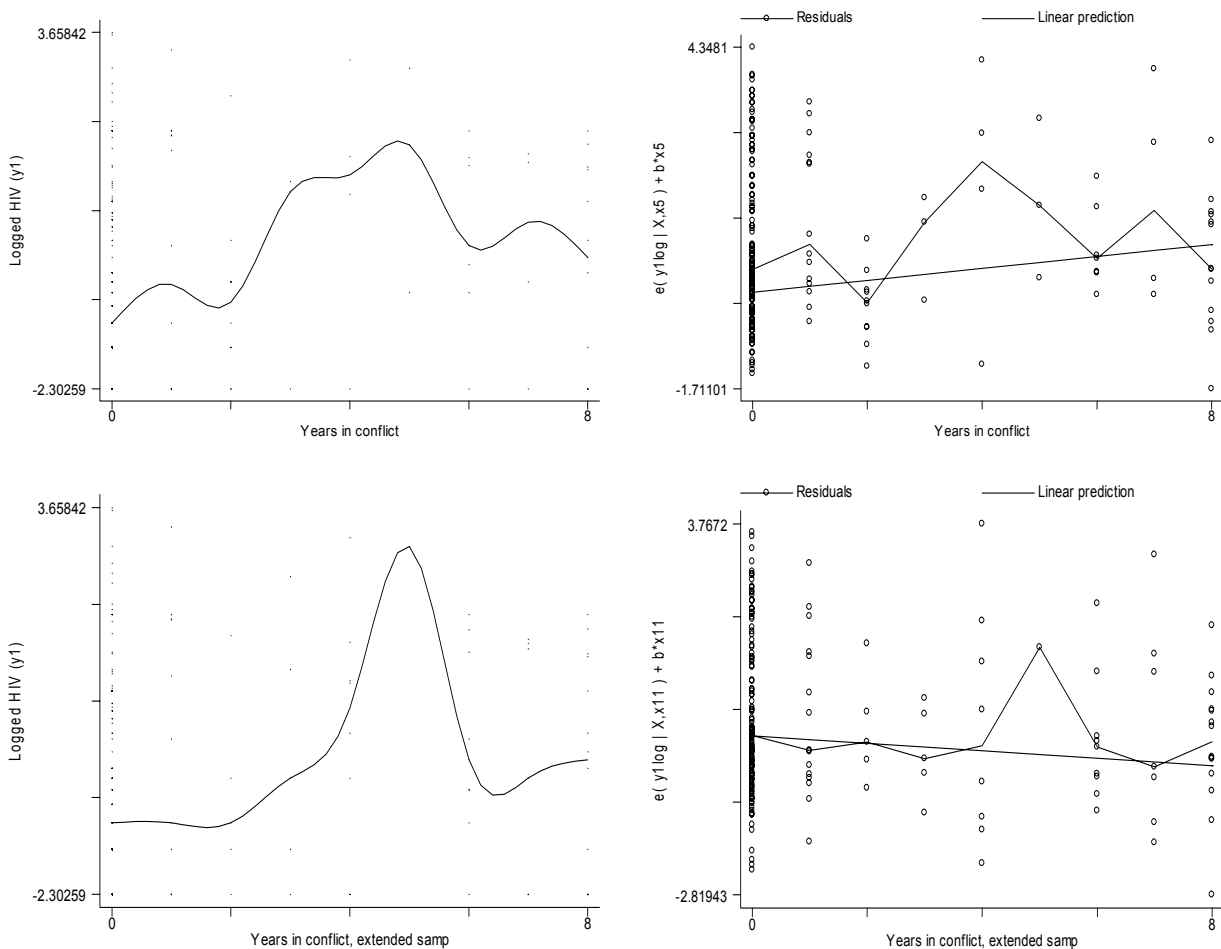 3.65842
Logged HIV (y1)
-2.30259
0
8
Years in conflict
Residuals
Linear prediction
4.3481
e( y1log | X,x5 ) + b*x5
-1.71101
0
8
Years in conflict
3.65842
Logged HIV (y1)
-2.30259
0
8
Years in conflict, extended samp
Residuals
Linear prediction
3.7672
e( y1log | X,x11 ) + b*x11
-2.81943
0
8
Years in conflict, extended samp